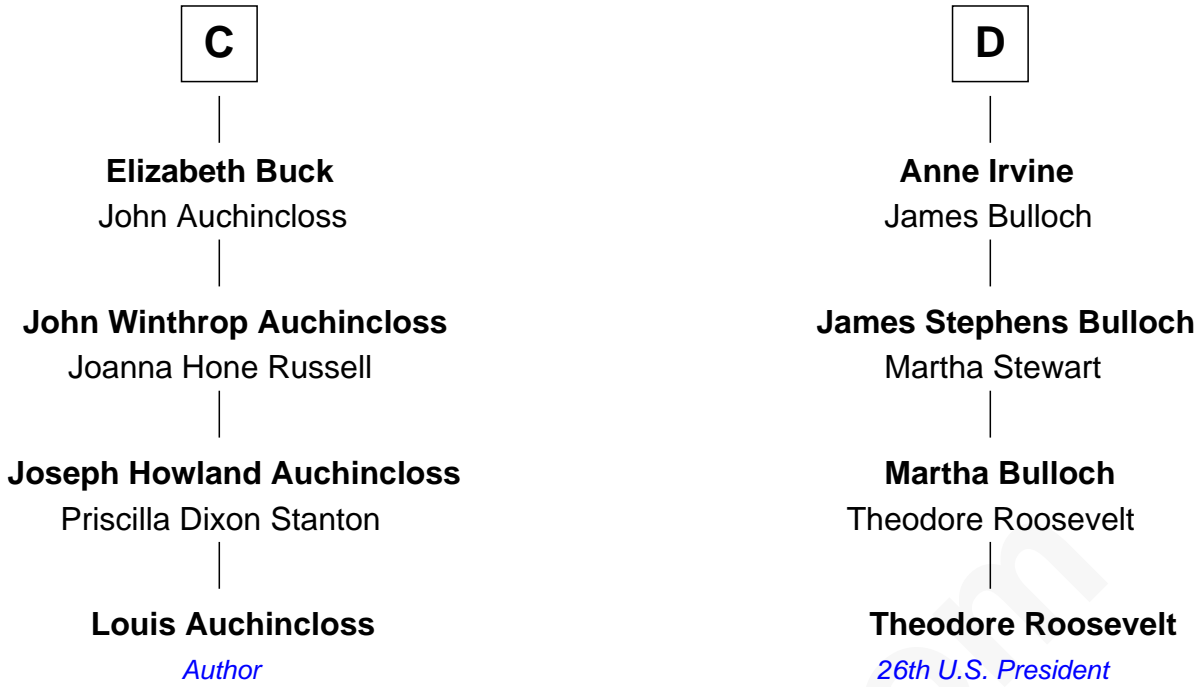 C
Elizabeth Buck
John Auchincloss
John Winthrop Auchincloss
Joanna Hone Russell
Joseph Howland Auchincloss
Priscilla Dixon Stanton
Louis Auchincloss
Author
D
Anne Irvine
James Bulloch
James Stephens Bulloch
Martha Stewart
Martha Bulloch
Theodore Roosevelt
Theodore Roosevelt
26th U.S. President